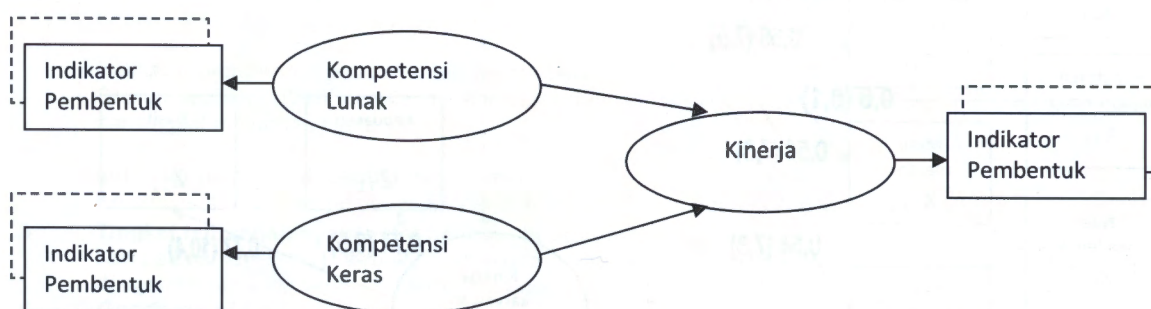 Indikator
Pembentuk
Kompetensi
Lunak
Kinerja
Indikator
Pembentuk
Indikator
Pembentuk
Kompetensi
Keras